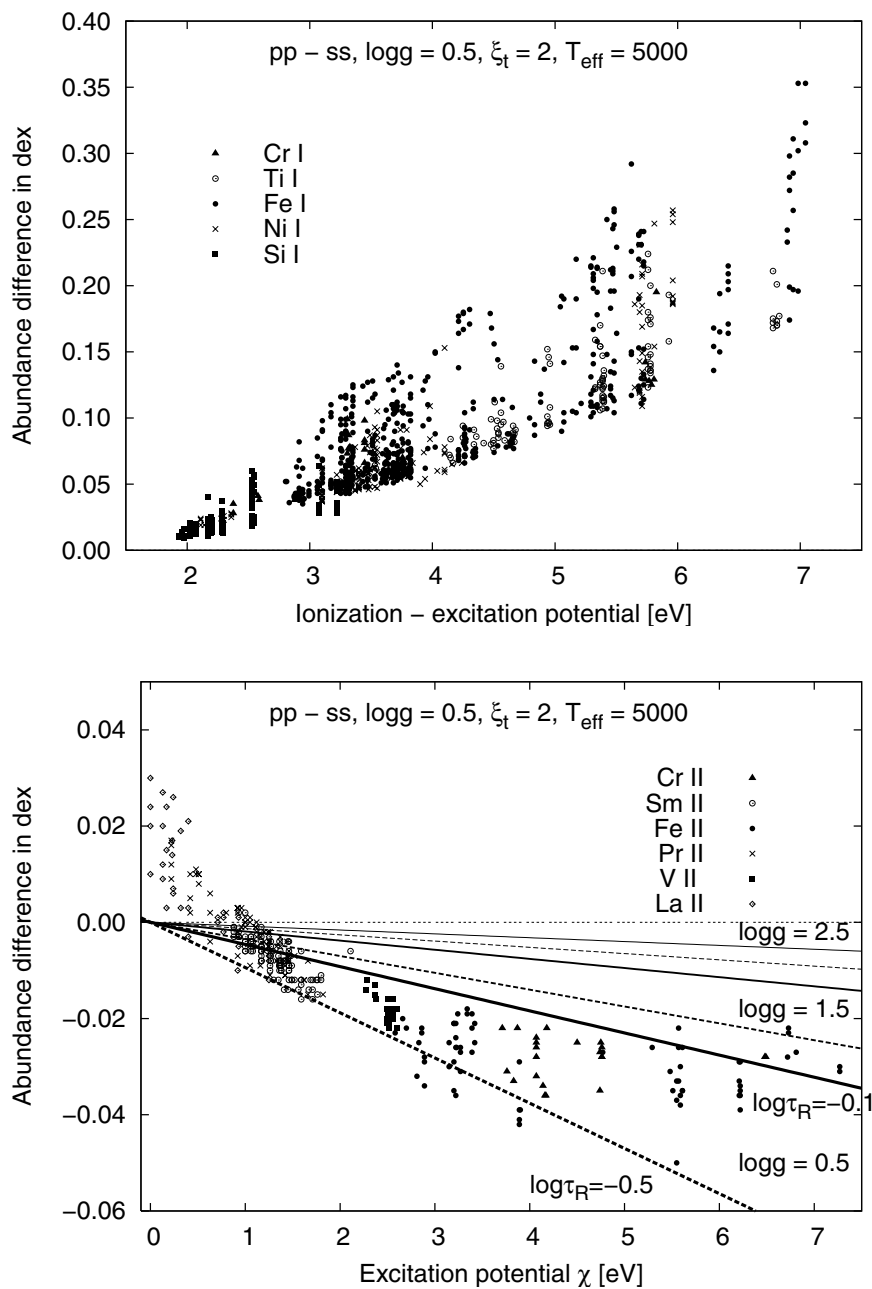 0.40
0.35
0.30
0.25
0.20
0.15
0.10
0.05
0.00
Abundance difference in dex
pp − ss, logg = 0.5, ξt = 2, Teff = 5000
Cr I
Ti I
Fe I
Ni I
Si I
2 3 4 5 6 7
Ionization − excitation potential [eV]
0.04
0.02
0.00
−0.02
−0.04
−0.06
Abundance difference in dex
pp − ss, logg = 0.5, ξt = 2, Teff = 5000
Cr II
Sm II
Fe II
Pr II
V II
La II
logg = 2.5
logg = 1.5
logτR=−0.1
logg = 0.5
logτR=−0.5
0 1 2 3 4 5 6 7
Excitation potential χ [eV]